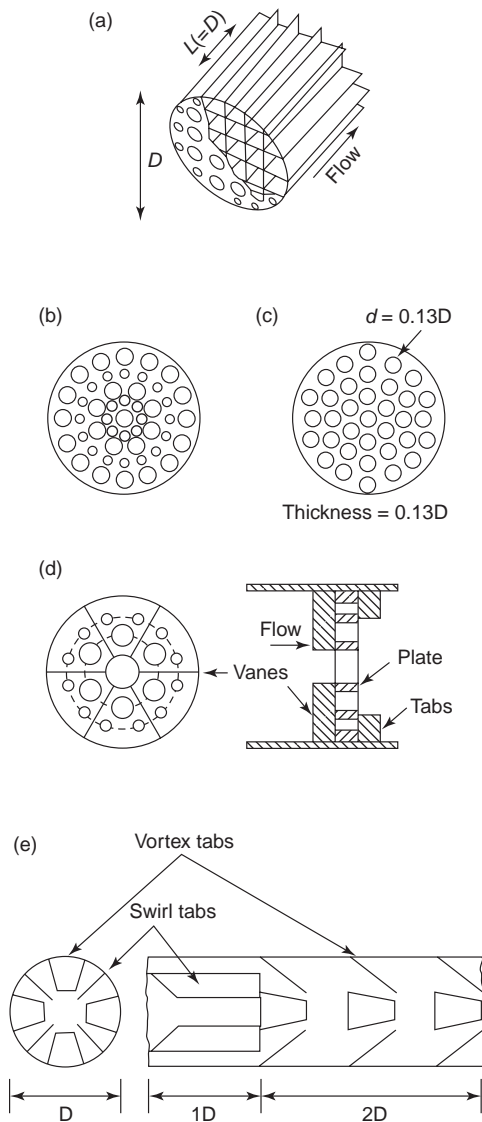 (a)
L(=D)
D
Flow
(b)
(c)
d = 0.13D
Thickness = 0.13D
(d)
Flow
Vanes
Plate
Tabs
(e)
Vortex tabs
Swirl tabs
D
1D
2D